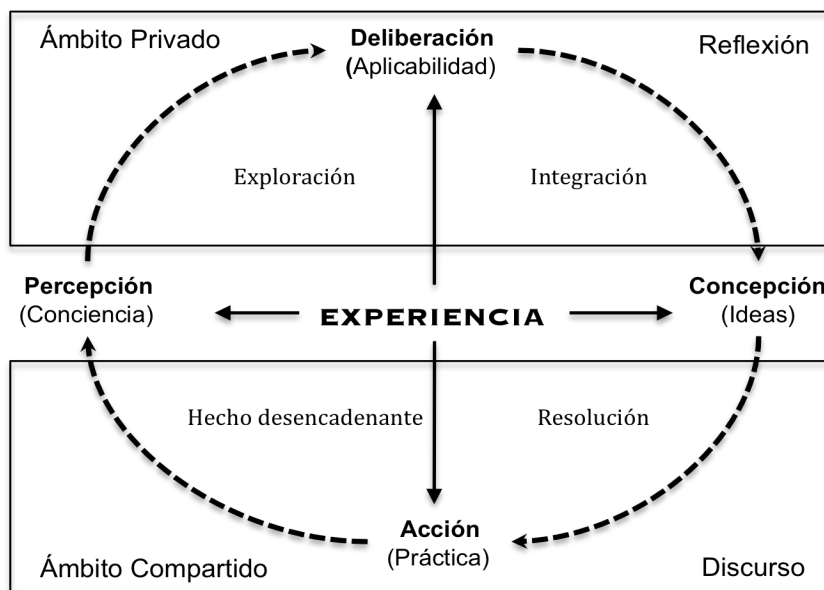 Ámbito Privado
Deliberación
(Aplicabilidad)
Reflexión
Exploración
Integración
Percepción
(Conciencia)
EXPERIENCIA
Concepción
(Ideas)
Hecho desencadenante
Resolución
Acción
(Práctica)
Ámbito Compartido
Discurso